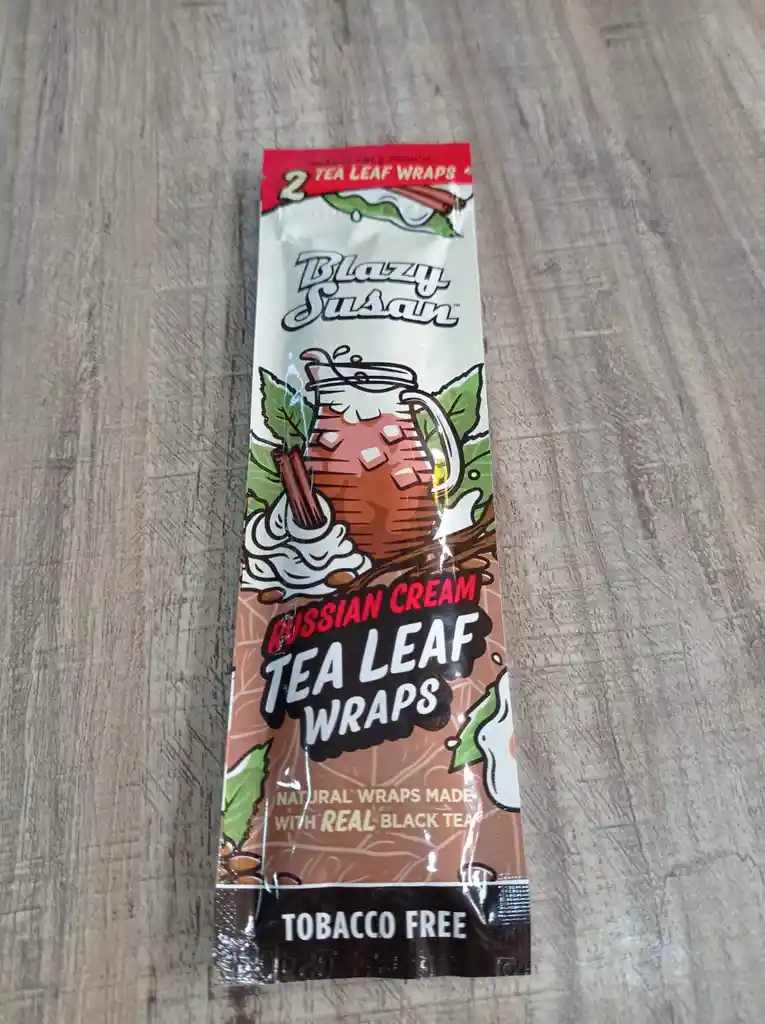 2 TEA LEAF WRAPS
Blazy
Susan™
RUSSIAN CREAM
TEA LEAF
WRAPS
NATURAL WRAPS MADE
WITH REAL BLACK TEA
TOBACCO FREE